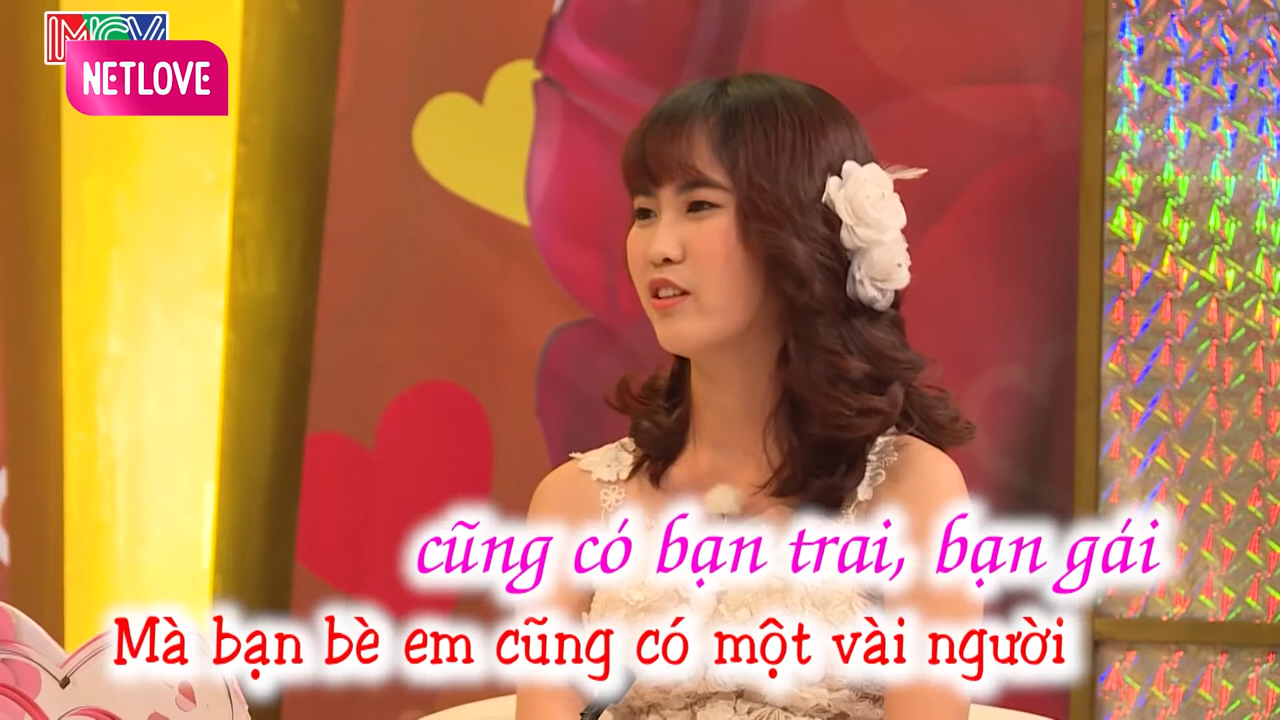 MCV
NETLOVE
cũng có bạn trai, bạn gái
Mà bạn bè em cũng có một vài người